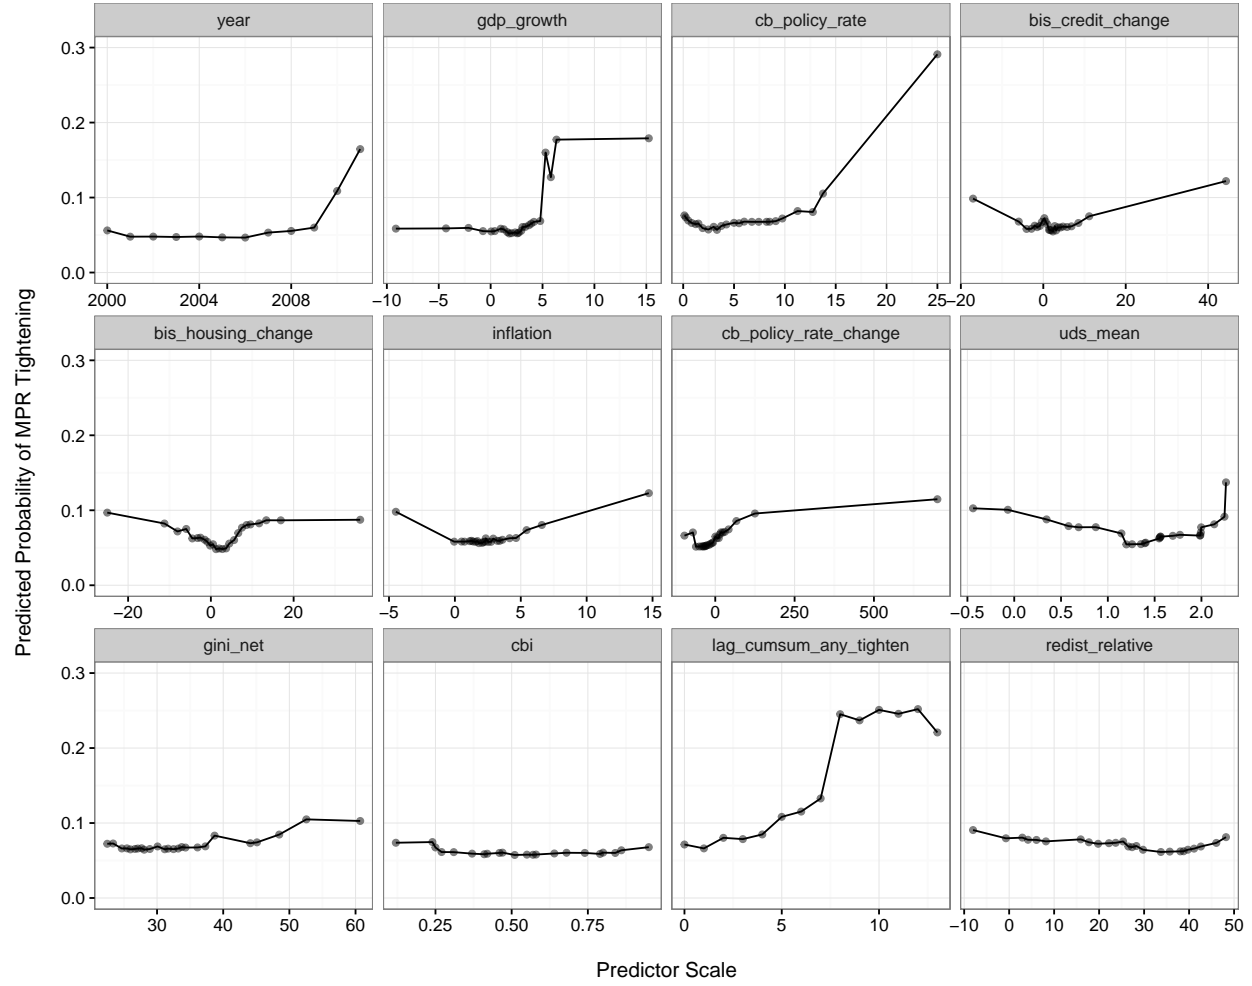 year gdp_growth cb_policy_rate bis_credit_change
0.3
0.2
0.1
0.0
2000 2004 2008 −10 −5 0 5 10 15 0 5 10 15 20 25 −20 0 20 40
bis_housing_change inflation cb_policy_rate_change uds_mean
0.3
0.2
0.1
0.0
−20 0 20 −5 0 5 10 15 0 250 500 −0.5 0.0 0.5 1.0 1.5 2.0
gini_net cbi lag_cumsum_any_tighten redist_relative
0.3
0.2
0.1
0.0
30 40 50 60 0.25 0.50 0.75 0 5 10 −10 0 10 20 30 40 50
Predictor Scale
Predicted Probability of MPR Tightening